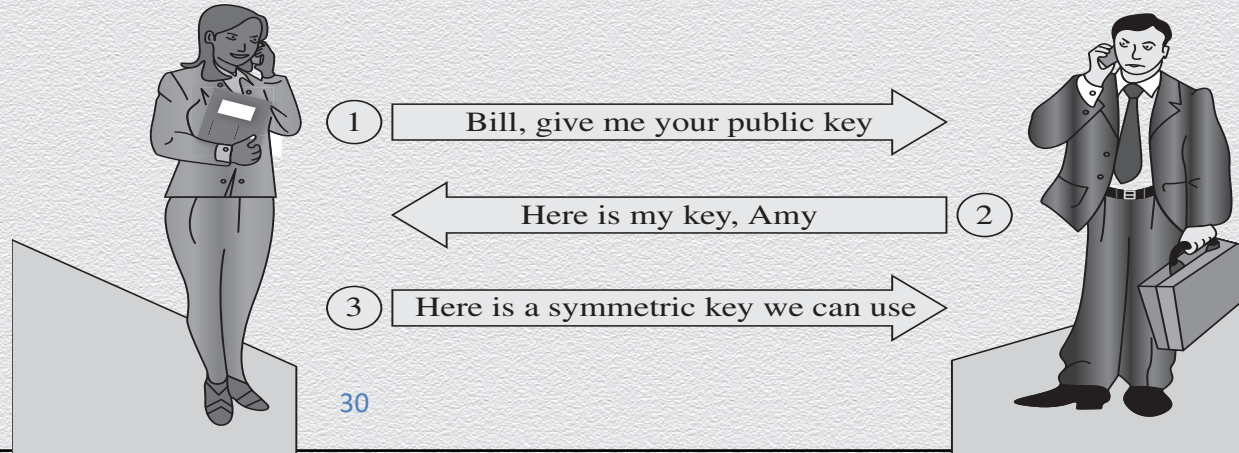 1 Bill, give me your public key
Here is my key, Amy 2
3 Here is a symmetric key we can use
30